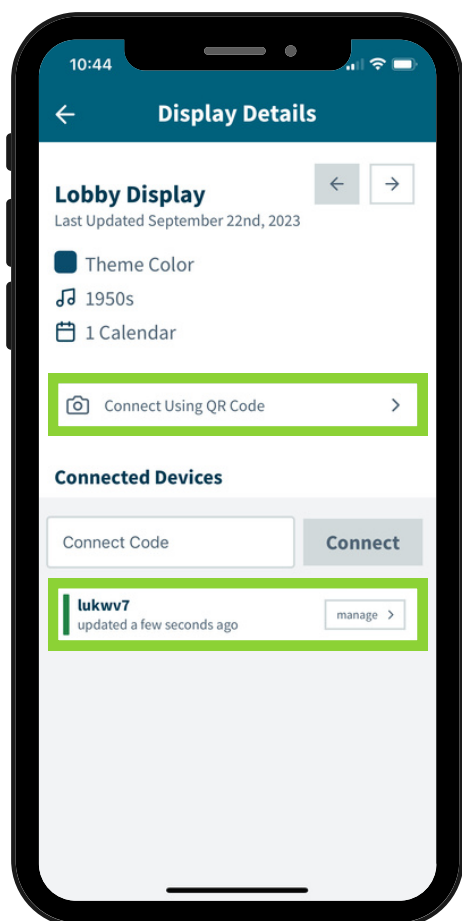 10:44
Display Details
Lobby Display
Last Updated September 22nd, 2023
Theme Color
1950s
1 Calendar
Connect Using QR Code
Connected Devices
Connect Code
Connect
lukwv7
updated a few seconds ago
manage